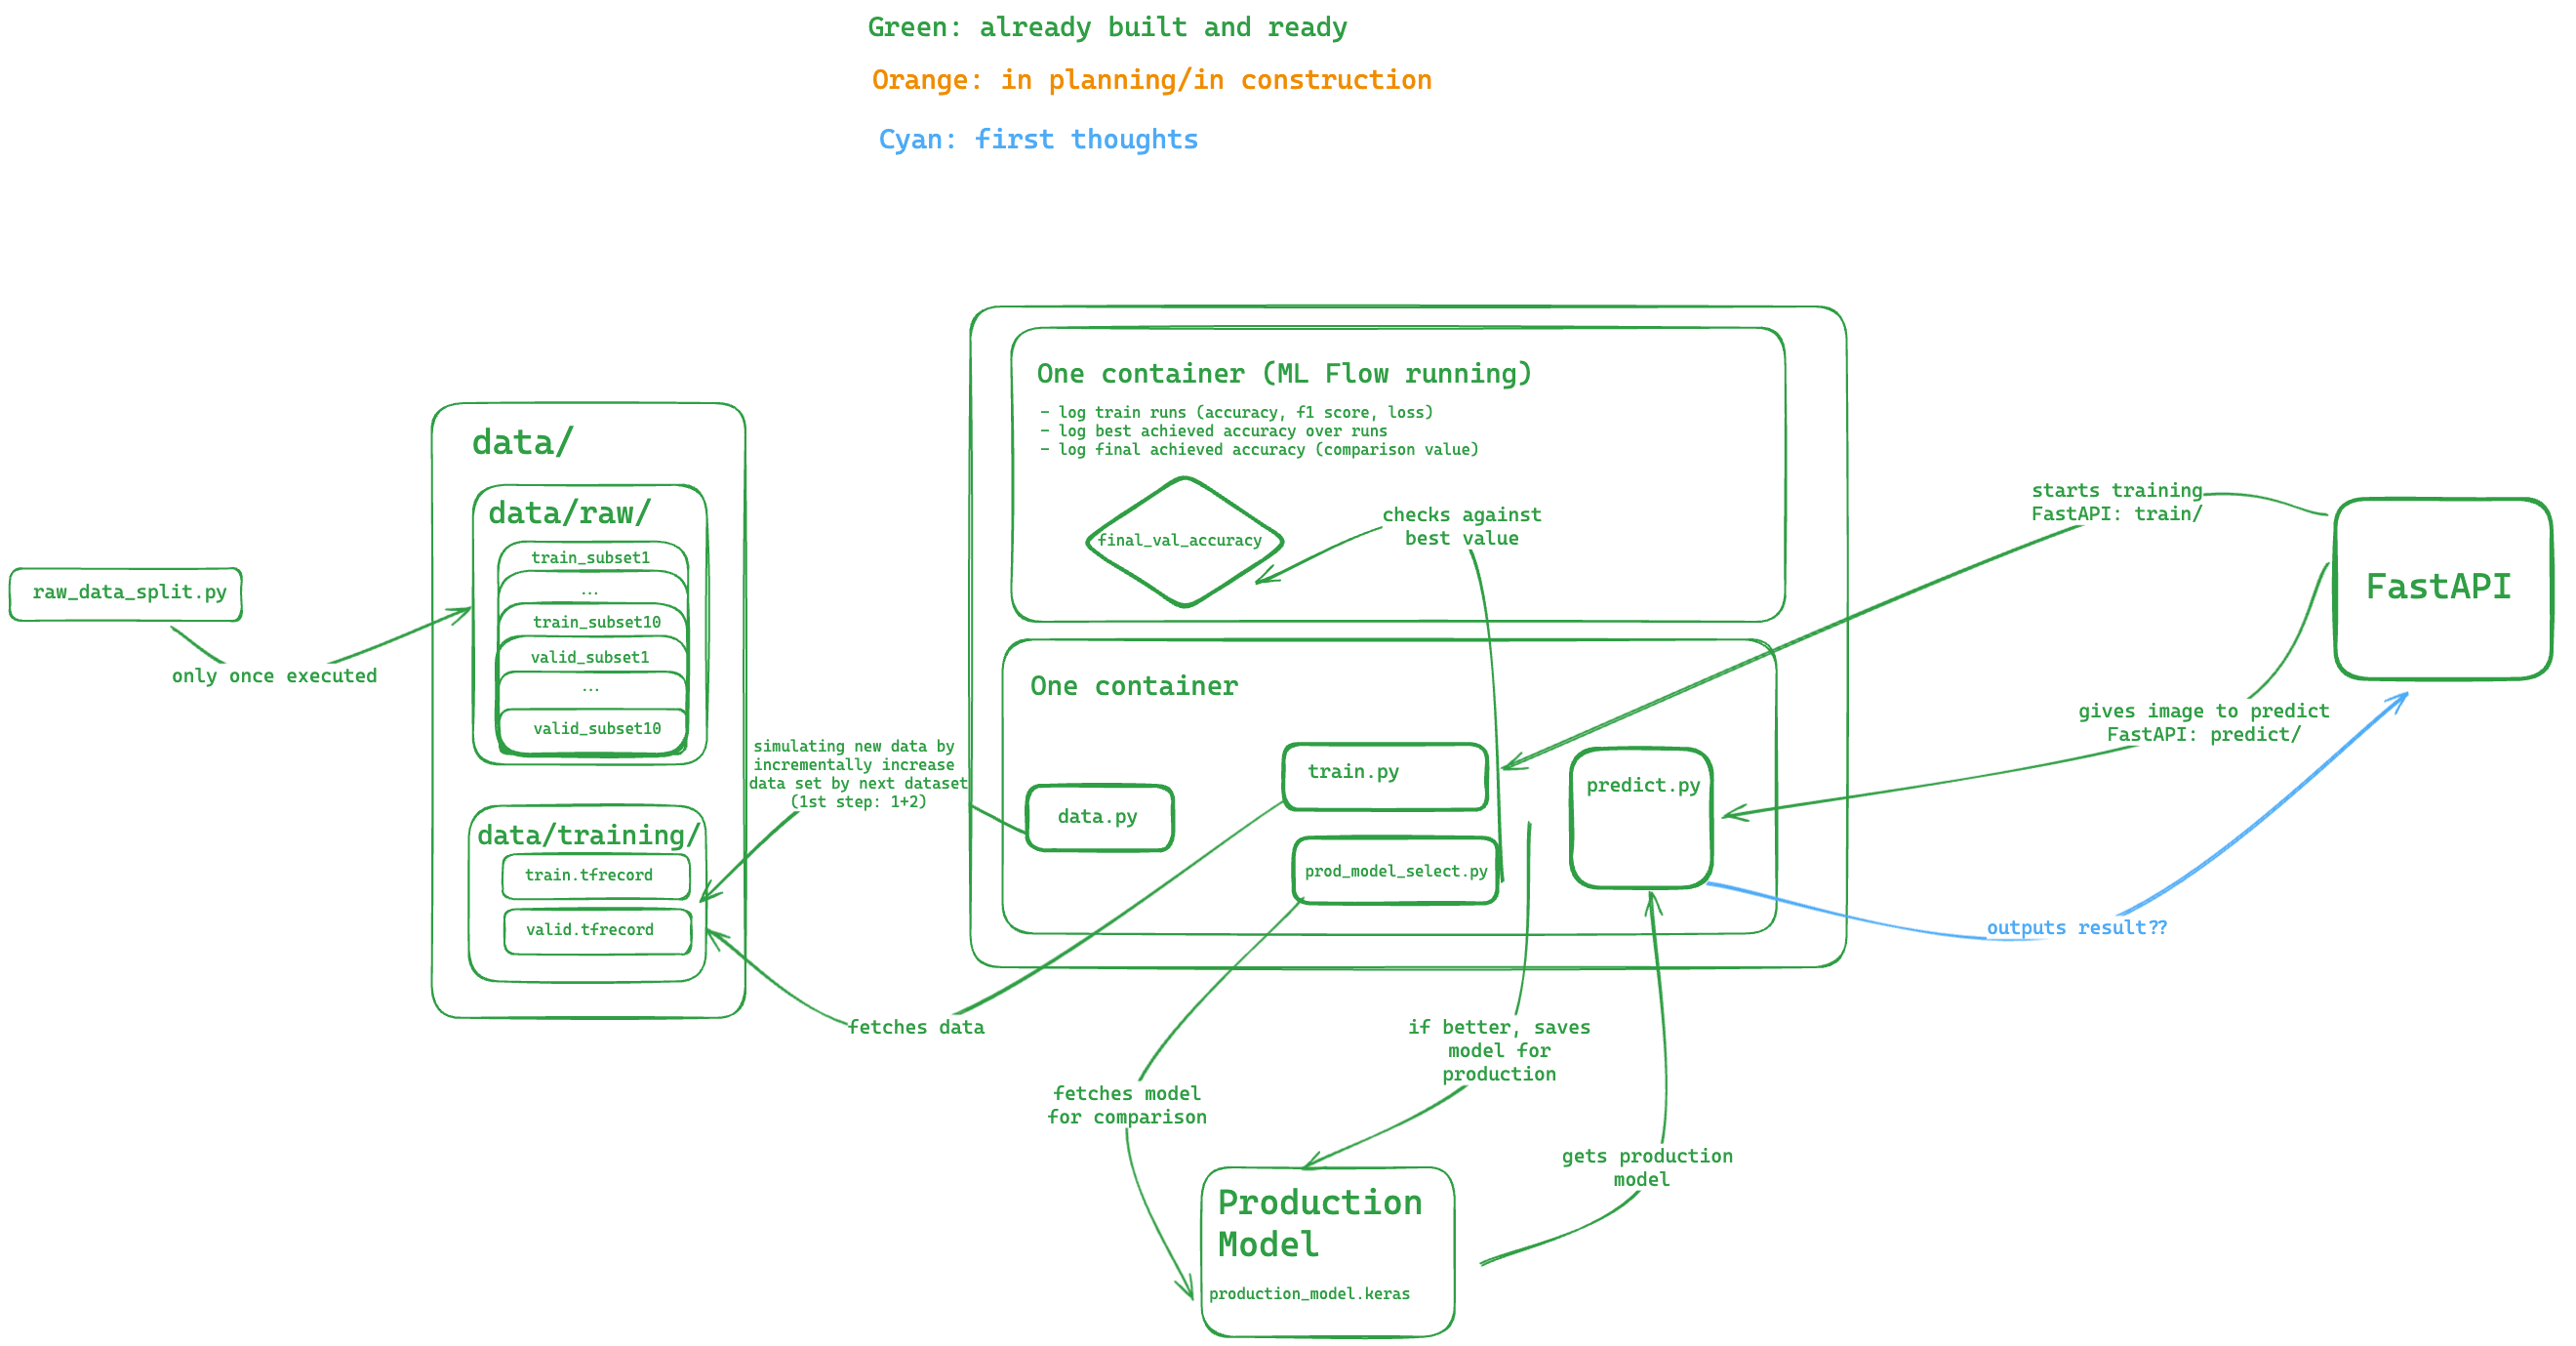 Green: already built and ready
Orange: in planning/in construction
Cyan: first thoughts
raw_data_split.py
only once executed
data/
data/raw/
train_subset1
...
train_subset10
valid_subset1
...
valid_subset10
data/training/
train.tfrecord
valid.tfrecord
simulating new data by
incrementally increase
data set by next dataset
(1st step: 1+2)
fetches data
One container (ML Flow running)
- log train runs (accuracy, f1 score, loss)
- log best achieved accuracy over runs
- log final achieved accuracy (comparison value)
final_val_accuracy
checks against
best value
One container
data.py
train.py
prod_model_select.py
predict.py
fetches model
for comparison
if better, saves
model for
production
gets production
model
Production
Model
production_model.keras
starts training
FastAPI: train/
FastAPI
gives image to predict
FastAPI: predict/
outputs result??